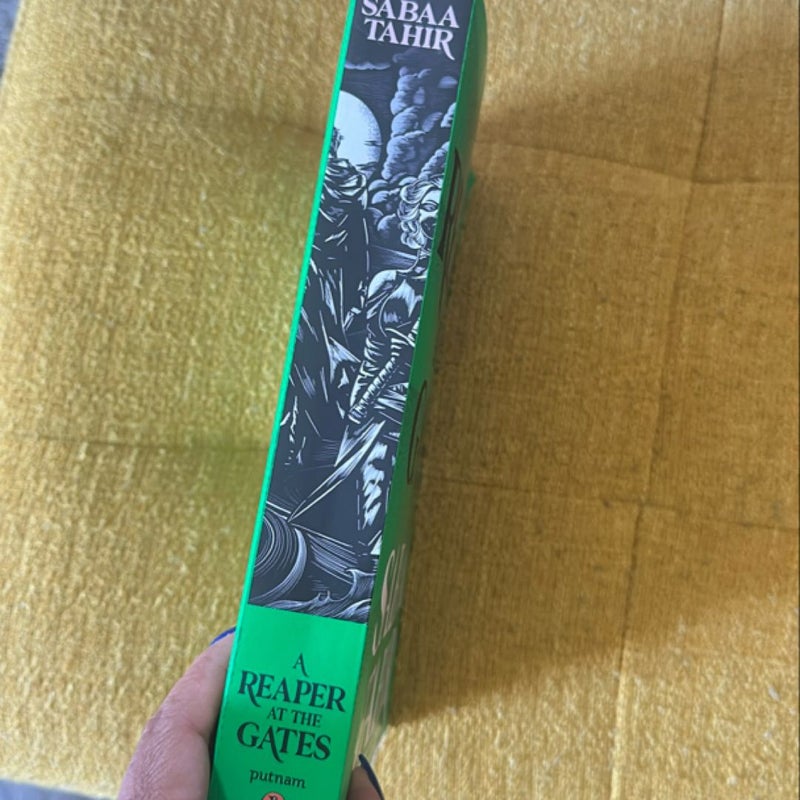 SABAA
TAHIR
A
REAPER
AT THE
GATES
putnam